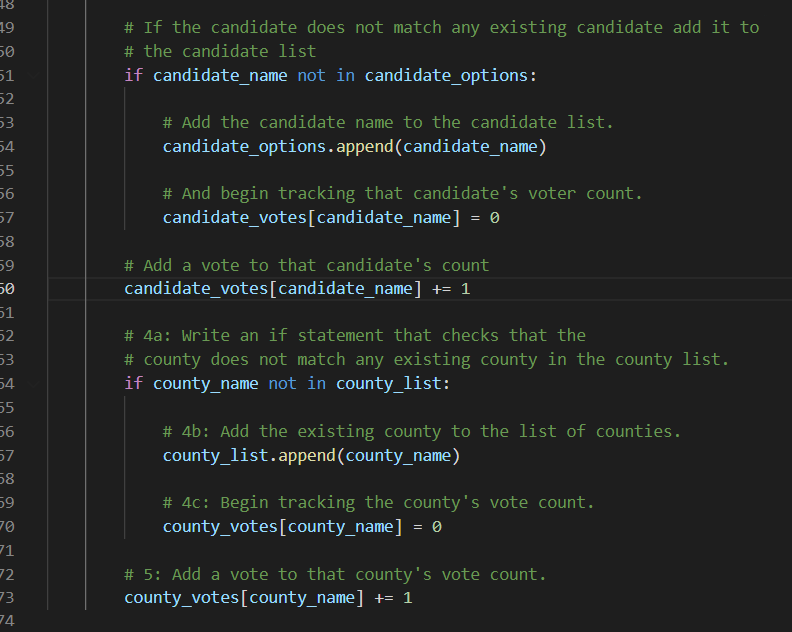 48
49 # If the candidate does not match any existing candidate add it to
50 # the candidate list
51 if candidate_name not in candidate_options:
52
53 # Add the candidate name to the candidate list.
54 candidate_options.append(candidate_name)
55
56 # And begin tracking that candidate's voter count.
57 candidate_votes[candidate_name] = 0
58
59 # Add a vote to that candidate's count
60 candidate_votes[candidate_name] += 1
61
62 # 4a: Write an if statement that checks that the
63 # county does not match any existing county in the county list.
64 if county_name not in county_list:
65
66 # 4b: Add the existing county to the list of counties.
67 county_list.append(county_name)
68
69 # 4c: Begin tracking the county's vote count.
70 county_votes[county_name] = 0
71
72 # 5: Add a vote to that county's vote count.
73 county_votes[county_name] += 1
74